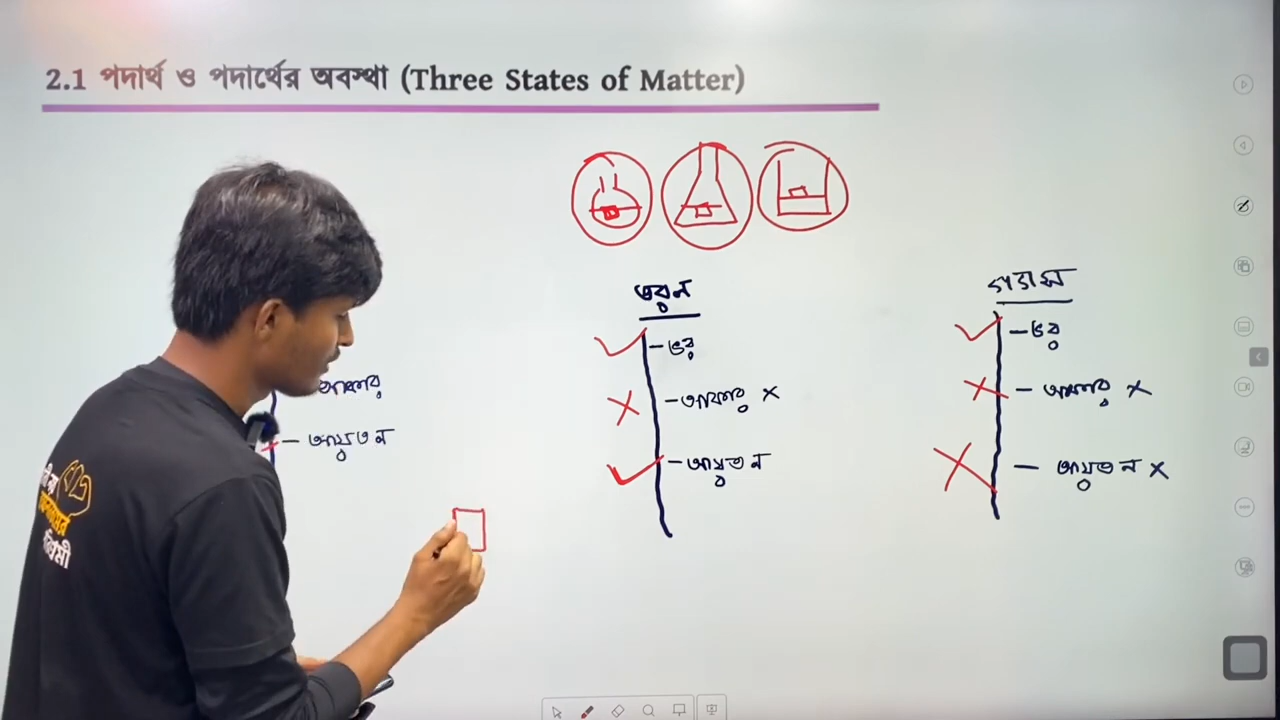 2.1 পদার্থ ও পদার্থের অবস্থা (Three States of Matter)
আকার
– আয়তন
তরল
– ভর
– আকার ×
– আয়তন
গ্যাস
– ভর
– আকার ×
– আয়তন ×